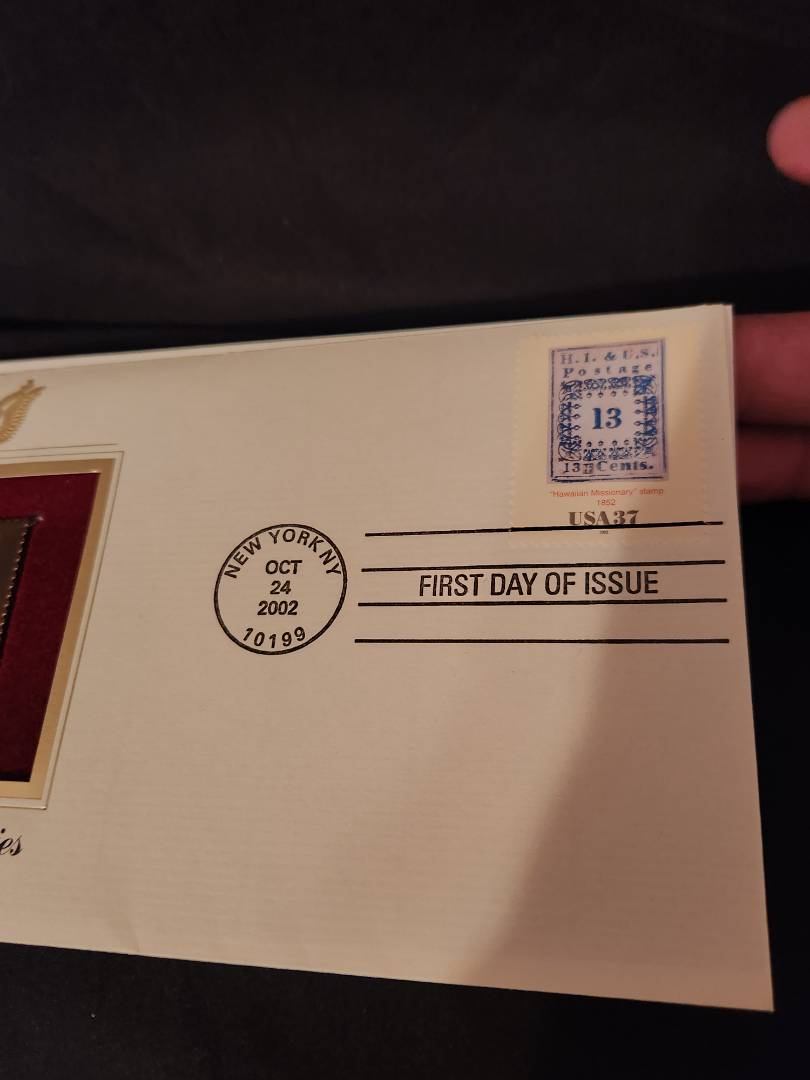 H.I. & U.S.
Postage
13
13 Cents.
"Hawaiian Missionary" stamp
1852
USA37
2002
NEW YORK NY
OCT
24
2002
10199
FIRST DAY OF ISSUE
ies